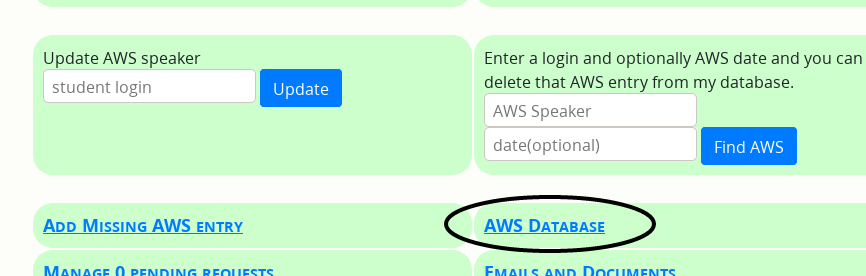 Update AWS speaker
student login
Update
Enter a login and optionally AWS date and you can
delete that AWS entry from my database.
AWS Speaker
date(optional)
Find AWS
Add Missing AWS entry
AWS Database
Manage 0 pending requests
Emails and Documents